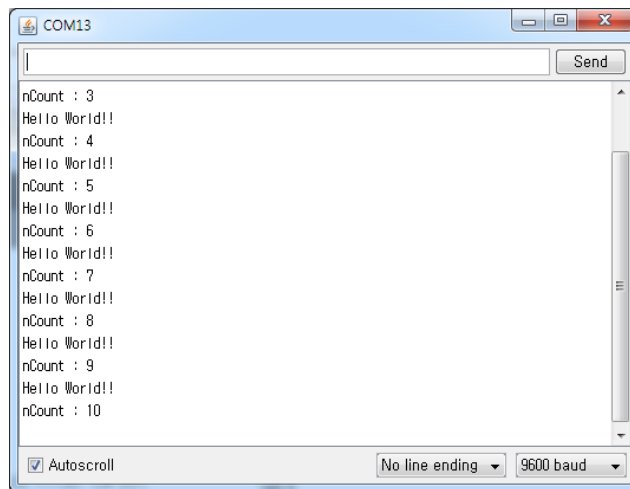 COM13
Send
nCount : 3
Hello World!!
nCount : 4
Hello World!!
nCount : 5
Hello World!!
nCount : 6
Hello World!!
nCount : 7
Hello World!!
nCount : 8
Hello World!!
nCount : 9
Hello World!!
nCount : 10
Autoscroll
No line ending
9600 baud